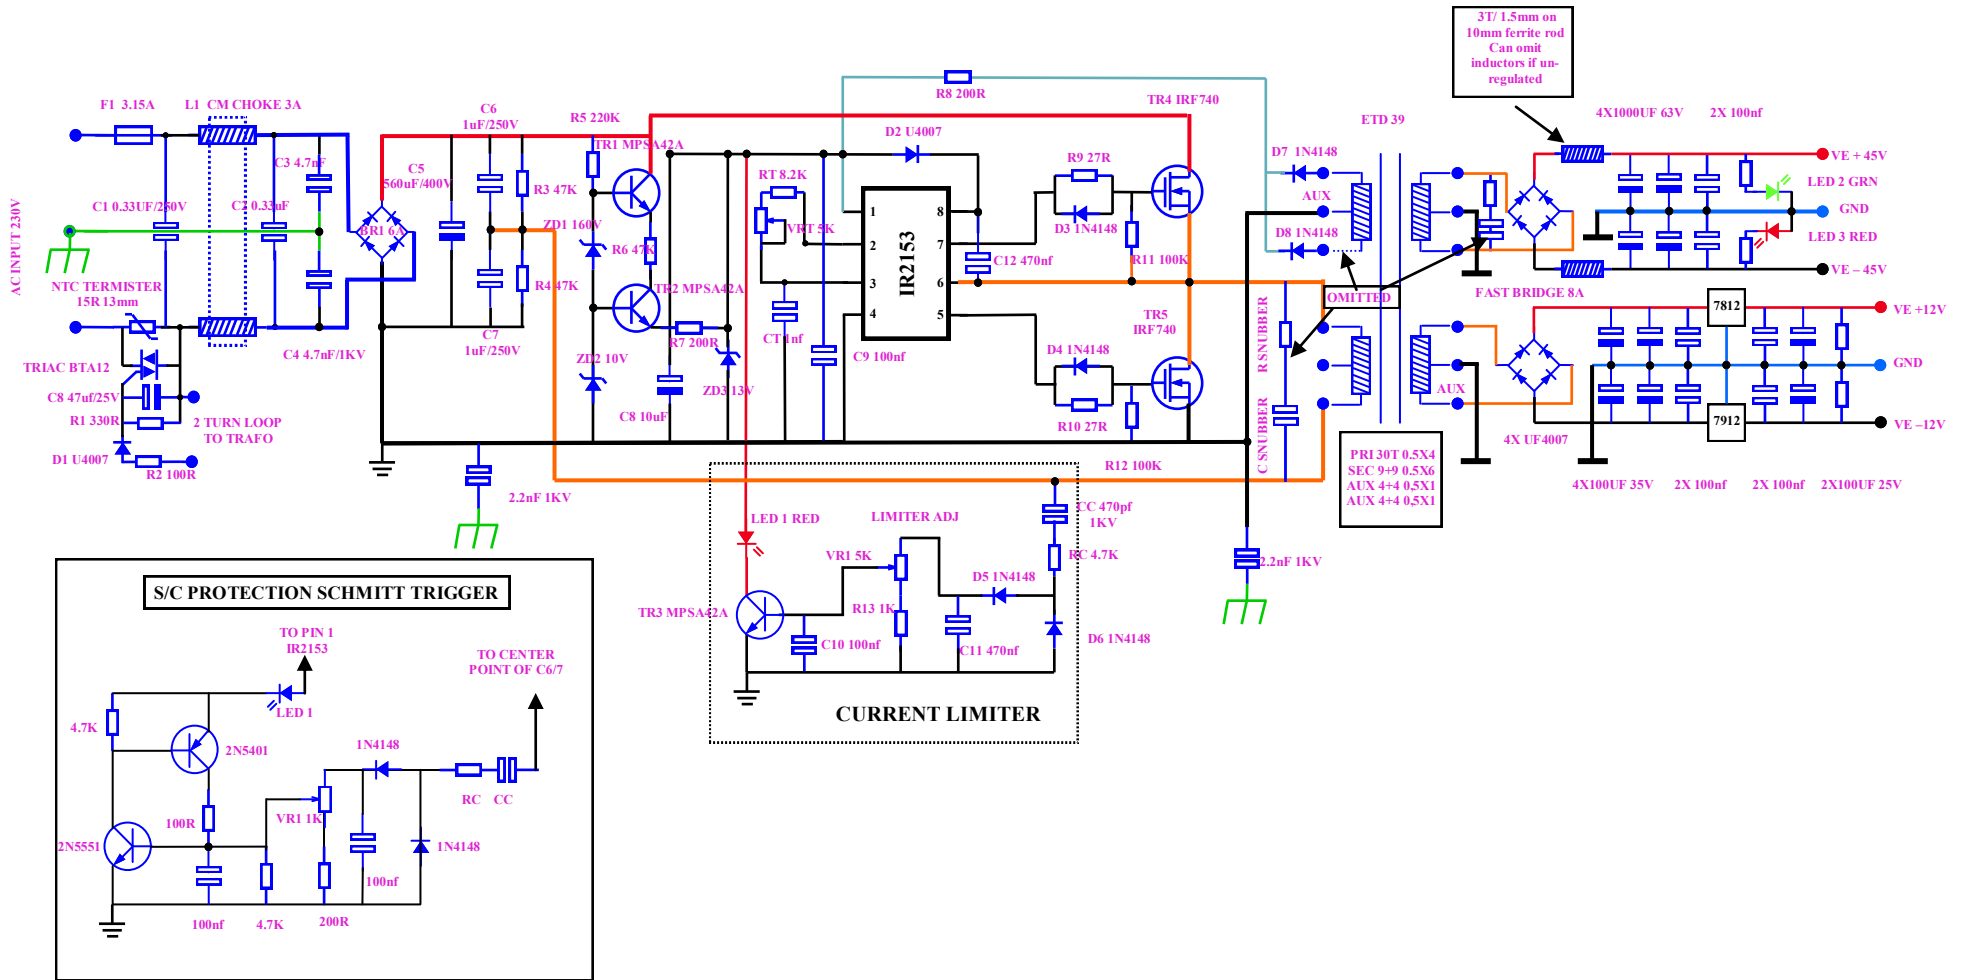 3T/ 1.5mm on
10mm ferrite rod
Can omit
inductors if un-
regulated
R8 200R
TR4 IRF740
F1  3.15A
L1  CM CHOKE 3A
C6
1uF/250V
R5 220K
TR1 MPSA42A
D2 U4007
ETD 39
4X1000UF 63V
2X  100nf
C3 4.7nF
C5
560uF/400V
R3 47K
RT 8.2K
R9 27R
D7  1N4148
VE + 45V
LED 2 GRN
AUX
C1 0.33UF/250V
C2 0.33uF
BR1 6A
ZD1 160V
VRT 5K
1
2
3
4
8
7
6
5
IR2153
D3 1N4148
D8 1N4148
GND
LED 3 RED
AC INPUT 230V
R6 47K
C12 470nf
R11 100K
VE – 45V
NTC TERMISTER
15R 13mm
R4 47K
TR2 MPSA42A
OMITTED
FAST BRIDGE 8A
7812
VE +12V
CT 1nf
TR5
IRF740
R SNUBBER
C7
1uF/250V
R7 200R
C4 4.7nF/1KV
ZD2 10V
C9 100nf
D4 1N4148
TRIAC BTA12
ZD3 13V
GND
C8 47uf/25V
AUX
C8 10uF
R1 330R
2 TURN LOOP
TO TRAFO
R10 27R
7912
VE –12V
D1 U4007
R2 100R
C SNUBBER
4X UF4007
R12 100K
PRI 30T 0.5X4
SEC 9+9 0.5X6
AUX 4+4 0,5X1
AUX 4+4 0,5X1
4X100UF 35V
2X 100nf
2X 100nf
2X100UF 25V
2.2nF 1KV
LED 1 RED
LIMITER ADJ
CC 470pf
1KV
VR1 5K
RC 4.7K
2.2nF 1KV
D5 1N4148
S/C PROTECTION SCHMITT TRIGGER
TR3 MPSA42A
R13 1K
C10 100nf
C11 470nf
D6 1N4148
TO PIN 1
IR2153
TO CENTER
POINT OF C6/7
LED 1
CURRENT LIMITER
4.7K
2N5401
1N4148
RC
CC
100R
VR1 1K
2N5551
1N4148
100nf
100nf
4.7K
200R